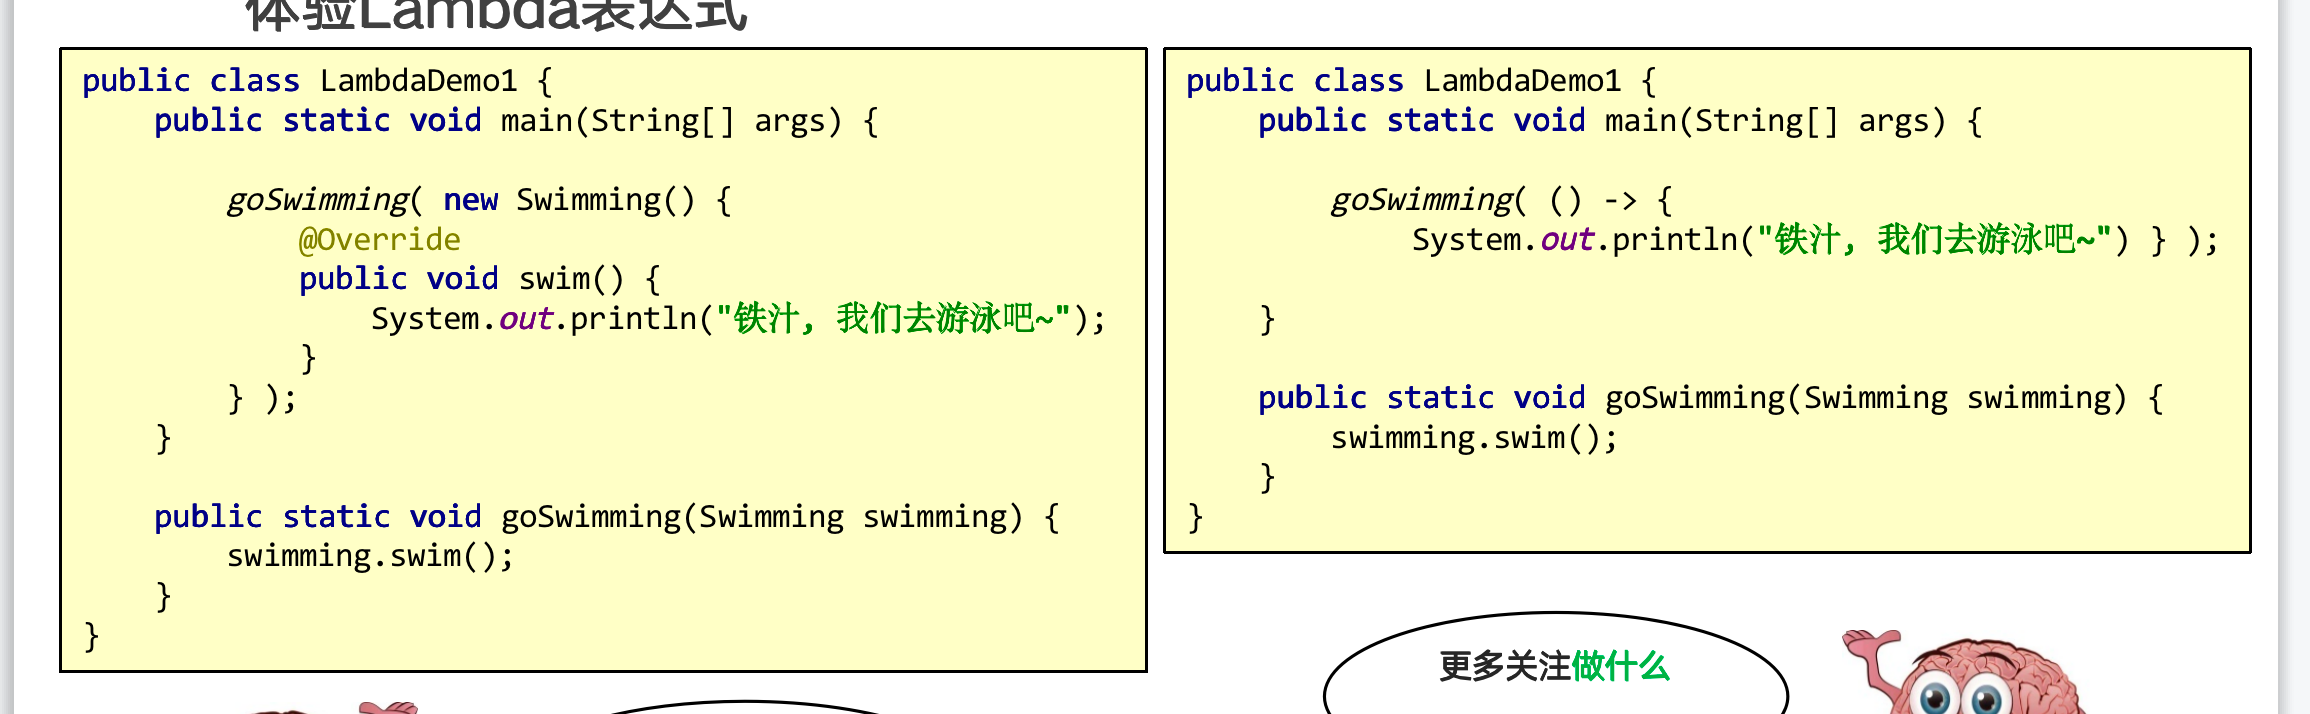 体验Lambda表达式
public class LambdaDemo1 {
public static void main(String[] args) {
goSwimming( new Swimming() {
@Override
public void swim() {
System.out.println("铁汁, 我们去游泳吧~");
}
} );
}
public static void goSwimming(Swimming swimming) {
swimming.swim();
}
}
public class LambdaDemo1 {
public static void main(String[] args) {
goSwimming( () -> {
System.out.println("铁汁, 我们去游泳吧~") } );
}
public static void goSwimming(Swimming swimming) {
swimming.swim();
}
}
更多关注做什么